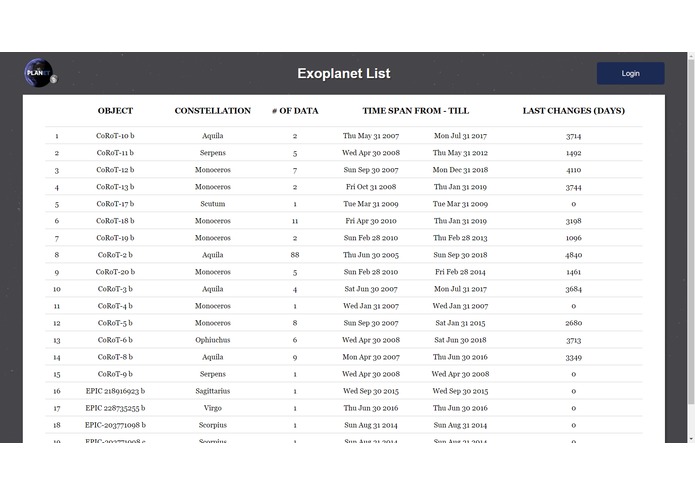 PLANET
Exoplanet List
Login
OBJECT CONSTELLATION # OF DATA TIME SPAN FROM - TILL LAST CHANGES (DAYS)
1 CoRoT-10 b Aquila 2 Thu May 31 2007 Mon Jul 31 2017 3714
2 CoRoT-11 b Serpens 5 Wed Apr 30 2008 Thu May 31 2012 1492
3 CoRoT-12 b Monoceros 7 Sun Sep 30 2007 Mon Dec 31 2018 4110
4 CoRoT-13 b Monoceros 2 Fri Oct 31 2008 Thu Jan 31 2019 3744
5 CoRoT-17 b Scutum 1 Tue Mar 31 2009 Tue Mar 31 2009 0
6 CoRoT-18 b Monoceros 11 Fri Apr 30 2010 Thu Jan 31 2019 3198
7 CoRoT-19 b Monoceros 2 Sun Feb 28 2010 Thu Feb 28 2013 1096
8 CoRoT-2 b Aquila 88 Thu Jun 30 2005 Sun Sep 30 2018 4840
9 CoRoT-20 b Monoceros 5 Sun Feb 28 2010 Fri Feb 28 2014 1461
10 CoRoT-3 b Aquila 4 Sat Jun 30 2007 Mon Jul 31 2017 3684
11 CoRoT-4 b Monoceros 1 Wed Jan 31 2007 Wed Jan 31 2007 0
12 CoRoT-5 b Monoceros 8 Sun Sep 30 2007 Sat Jan 31 2015 2680
13 CoRoT-6 b Ophiuchus 6 Wed Apr 30 2008 Sat Jun 30 2018 3713
14 CoRoT-8 b Aquila 9 Mon Apr 30 2007 Thu Jun 30 2016 3349
15 CoRoT-9 b Serpens 1 Wed Apr 30 2008 Wed Apr 30 2008 0
16 EPIC 218916923 b Sagittarius 1 Wed Sep 30 2015 Wed Sep 30 2015 0
17 EPIC 228735255 b Virgo 1 Thu Jun 30 2016 Thu Jun 30 2016 0
18 EPIC-203771098 b Scorpius 1 Sun Aug 31 2014 Sun Aug 31 2014 0
19 EPIC-203771098 c Scorpius 1 Sun Aug 31 2014 Sun Aug 31 2014 0